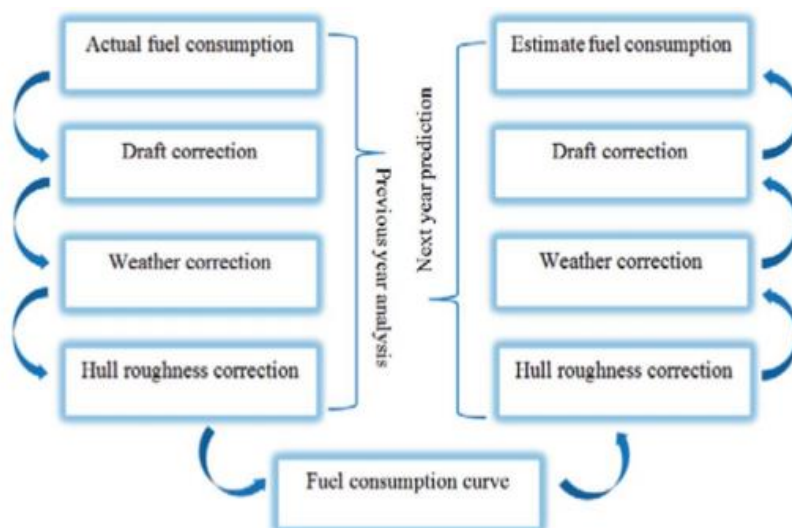 Actual fuel consumption
Draft correction
Weather correction
Hull roughness correction
Previous year analysis
Next year prediction
Estimate fuel consumption
Draft correction
Weather correction
Hull roughness correction
Fuel consumption curve